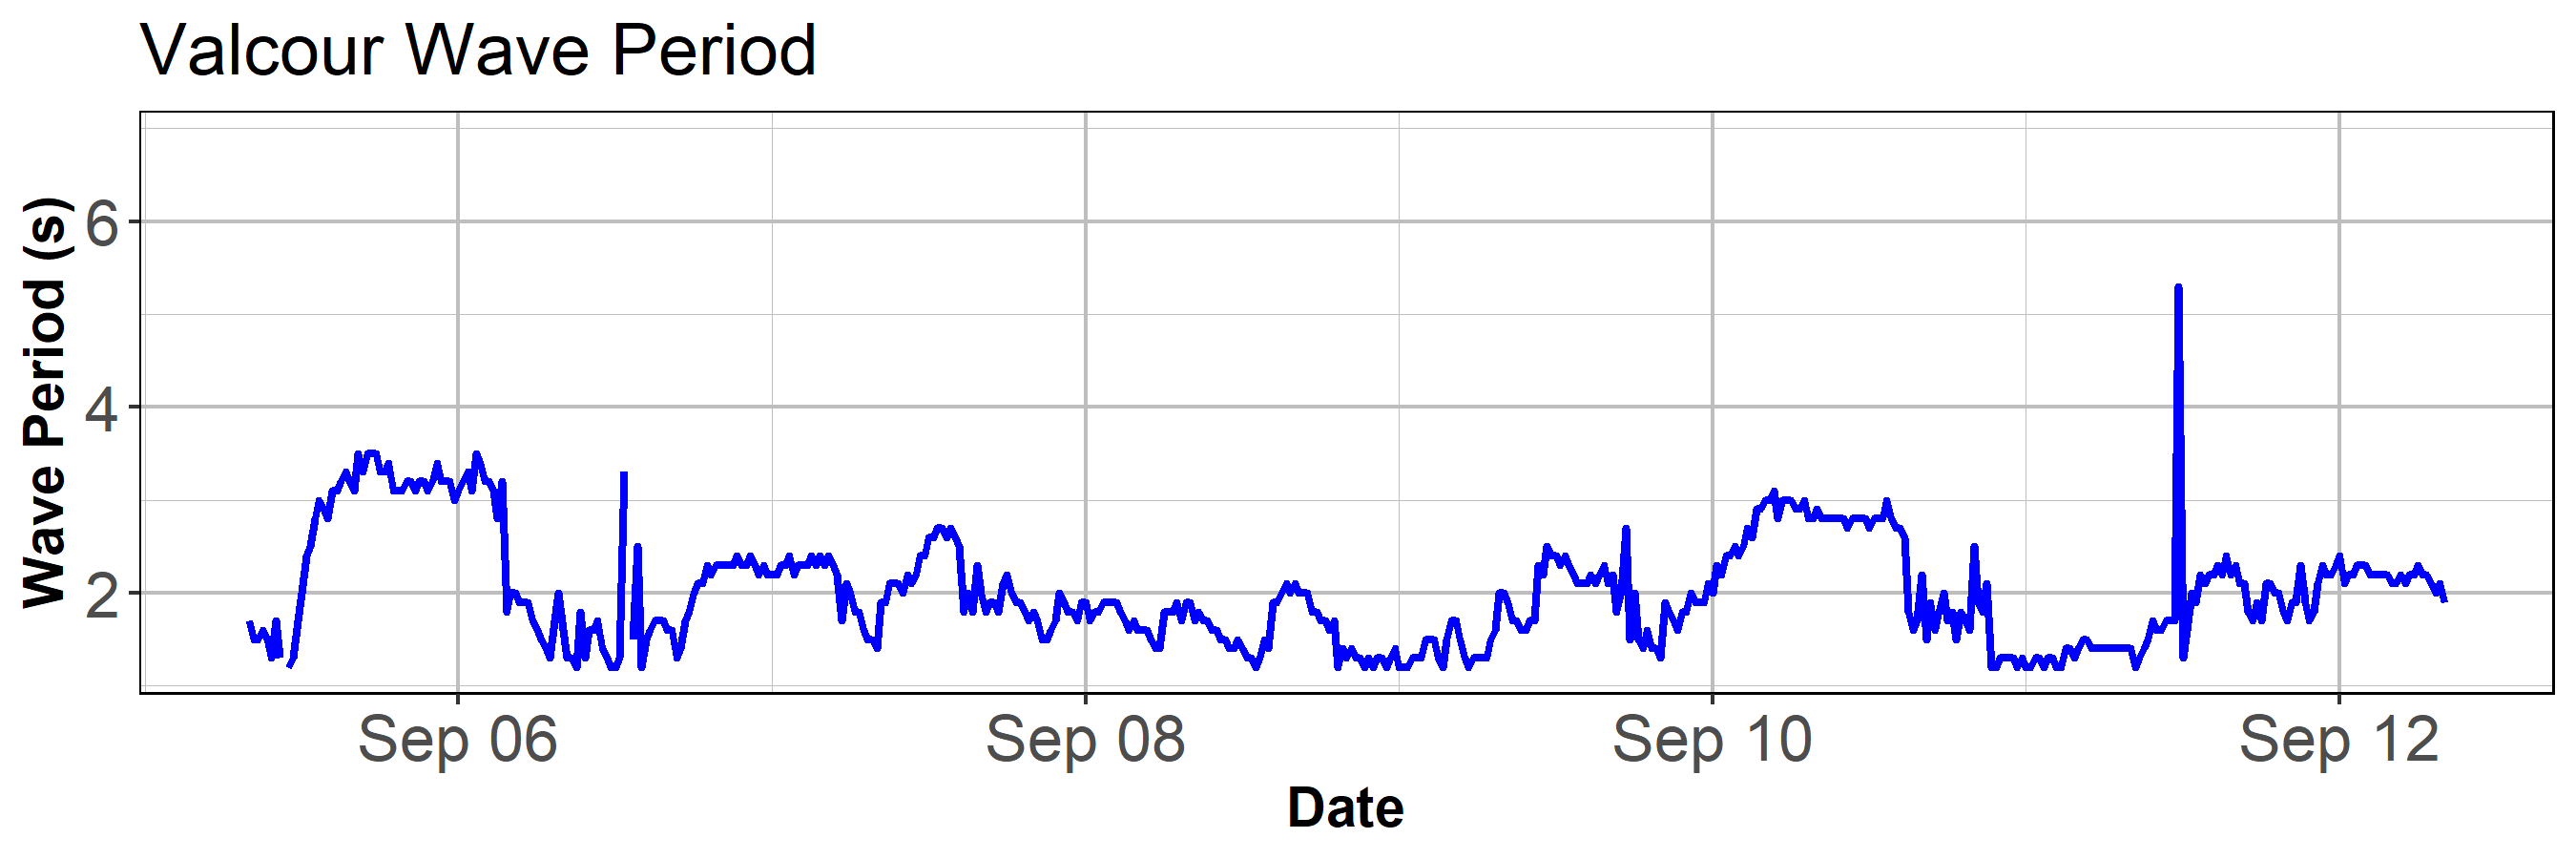 Valcour Wave Period
Wave Period (s)
6
4
2
Sep 06 Sep 08 Sep 10 Sep 12
Date